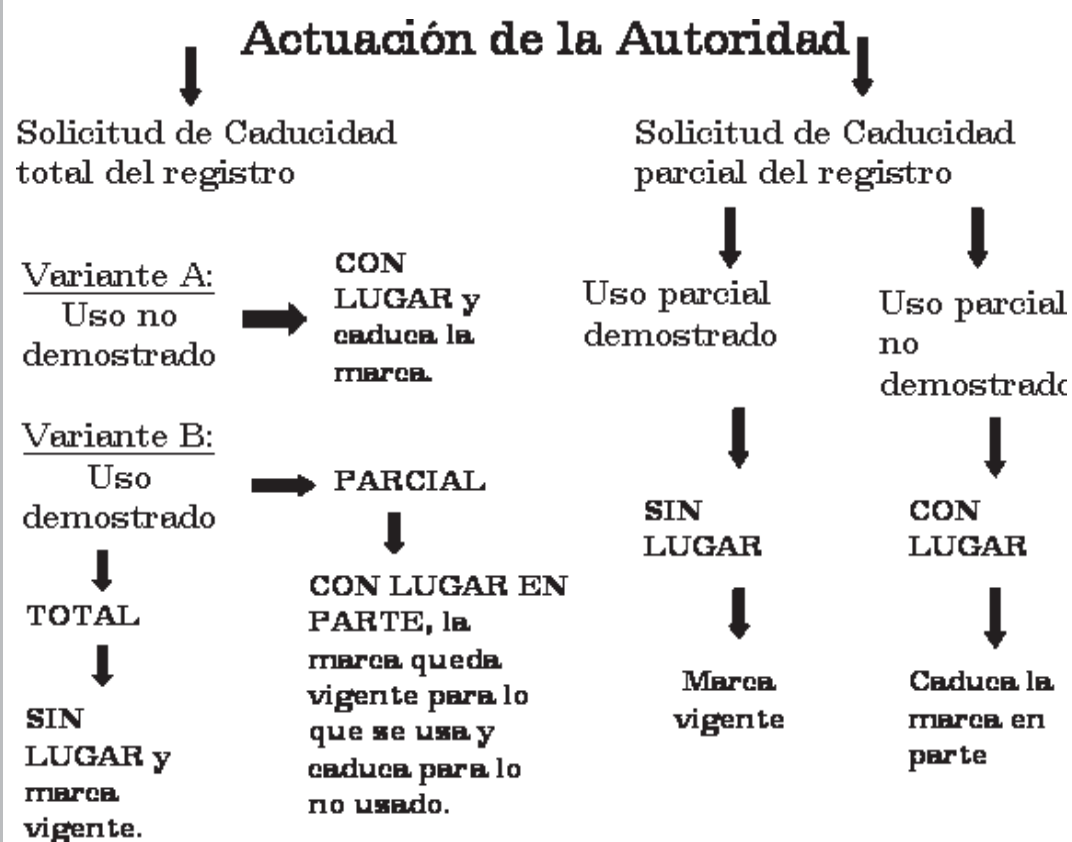 Actuación de la Autoridad
Solicitud de Caducidad
total del registro
Variante A:
Uso no
demostrado
CON
LUGAR y
caduca la
marca.
Variante B:
Uso
demostrado
PARCIAL
TOTAL
SIN
LUGAR y
marca
vigente.
CON LUGAR EN
PARTE, la
marca queda
vigente para lo
que se usa y
caduca para lo
no usado.
Solicitud de Caducidad
parcial del registro
Uso parcial
demostrado
SIN
LUGAR
Marca
vigente
Uso parcial
no
demostrado
CON
LUGAR
Caduca la
marca en
parte